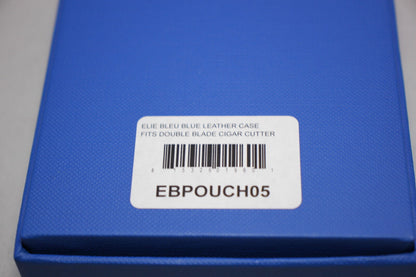 ELIE BLEU BLUE LEATHER CASE
FITS DOUBLE BLADE CIGAR CUTTER
EBPOUCH05